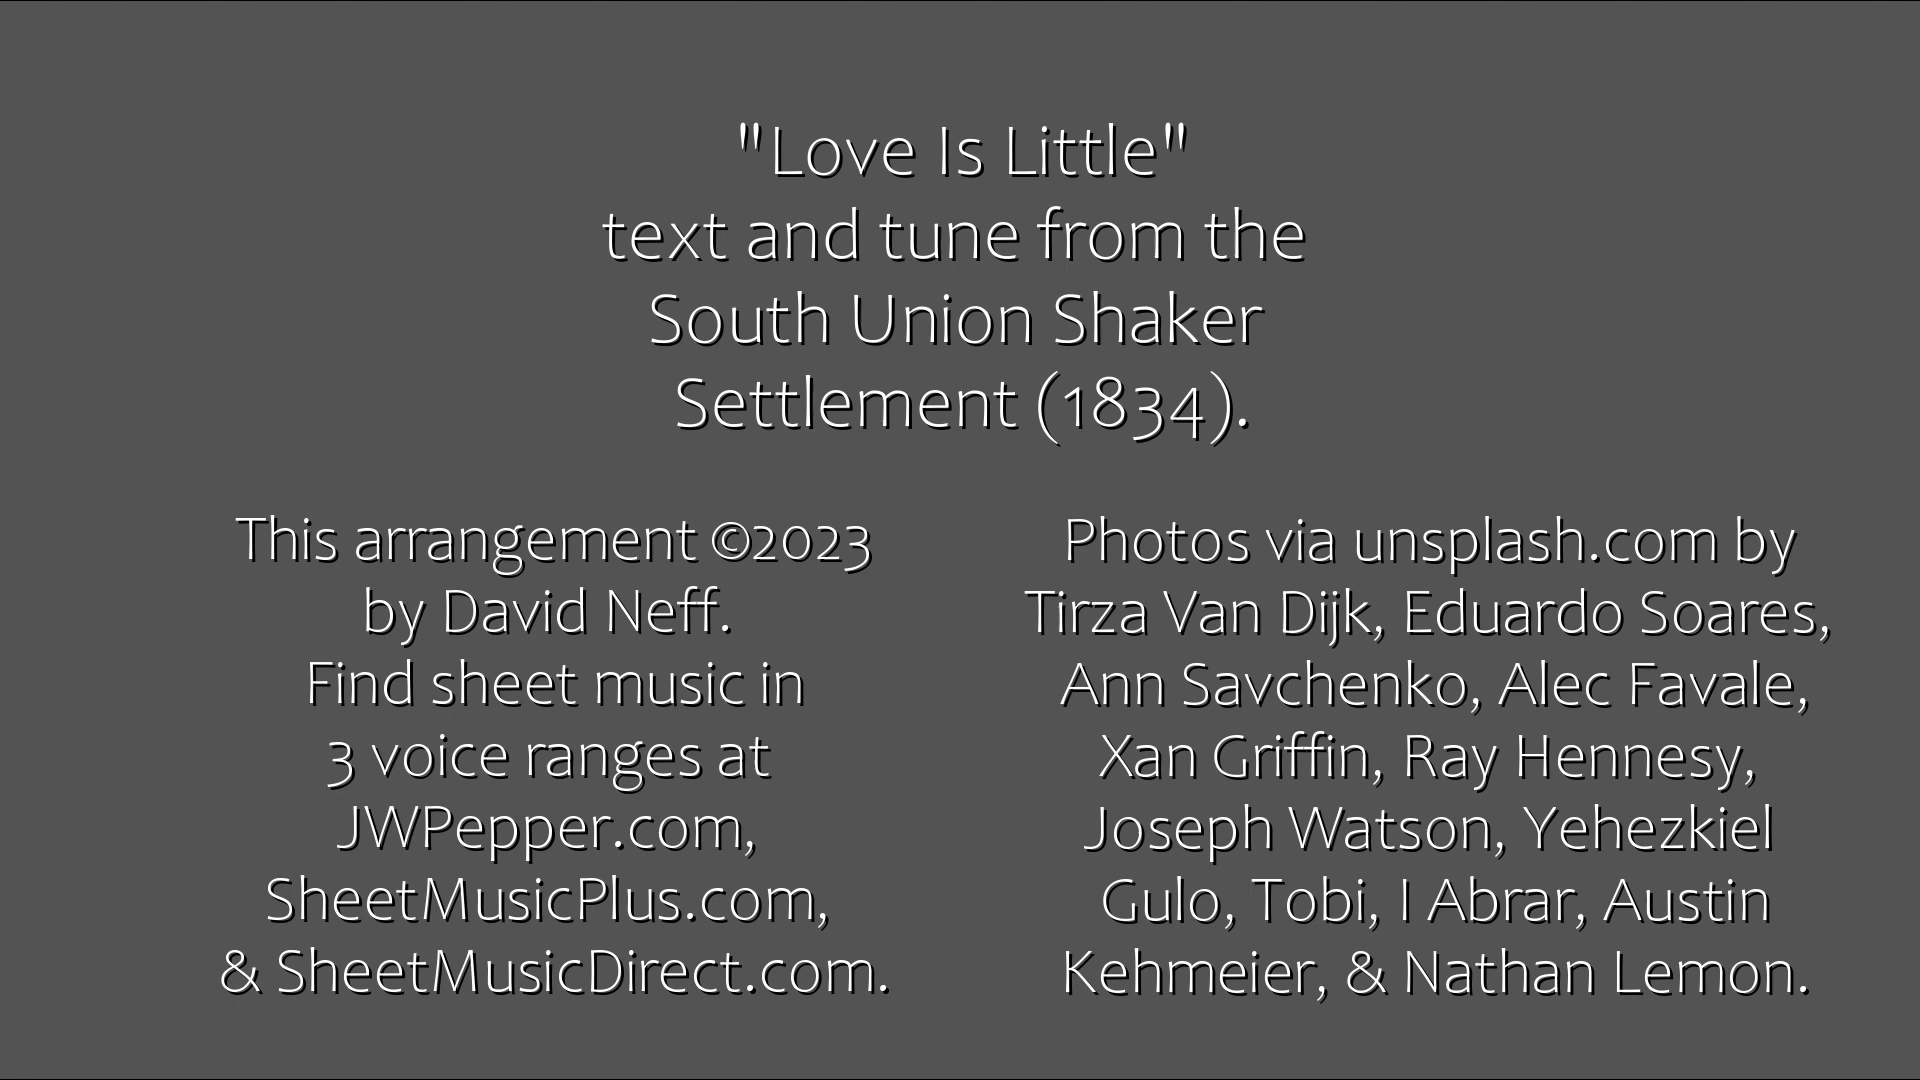 "Love Is Little"
text and tune from the
South Union Shaker
Settlement (1834).
This arrangement ©2023
by David Neff.
Find sheet music in
3 voice ranges at
JWPepper.com,
SheetMusicPlus.com,
& SheetMusicDirect.com.
Photos via unsplash.com by
Tirza Van Dijk, Eduardo Soares,
Ann Savchenko, Alec Favale,
Xan Griffin, Ray Hennesy,
Joseph Watson, Yehezkiel
Gulo, Tobi, I Abrar, Austin
Kehmeier, & Nathan Lemon.